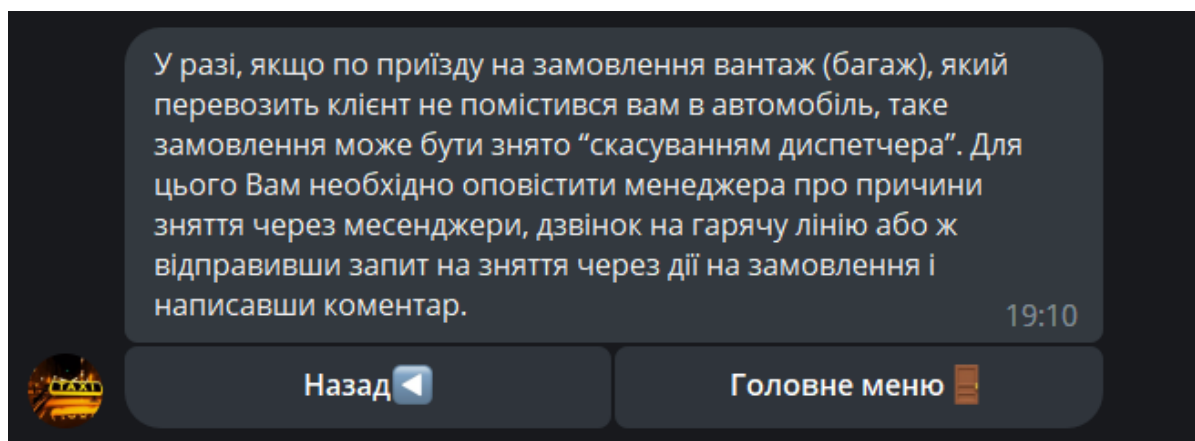 У разі, якщо по приїзду на замовлення вантаж (багаж), який
перевозить клієнт не помістився вам в автомобіль, таке
замовлення може бути знято “скасуванням диспетчера”. Для
цього Вам необхідно оповістити менеджера про причини
зняття через месенджери, дзвінок на гарячу лінію або ж
відправивши запит на зняття через дії на замовлення і
написавши коментар.
19:10
TAXI
Назад
Головне меню